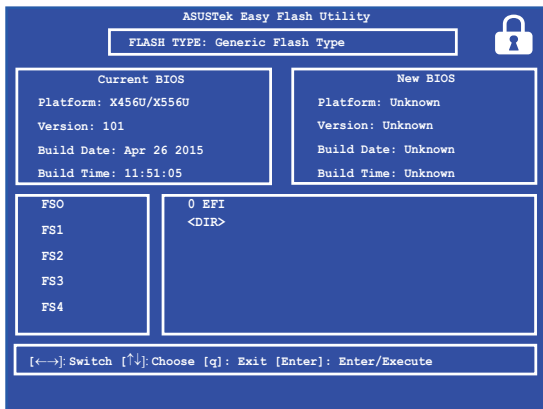 ASUSTek Easy Flash Utility
FLASH TYPE: Generic Flash Type
Current BIOS
Platform: X456U/X556U
Version: 101
Build Date: Apr 26 2015
Build Time: 11:51:05
New BIOS
Platform: Unknown
Version: Unknown
Build Date: Unknown
Build Time: Unknown
FSO
FS1
FS2
FS3
FS4
0 EFI
<DIR>
[←→]: Switch [↑↓]: Choose [q]: Exit [Enter]: Enter/Execute